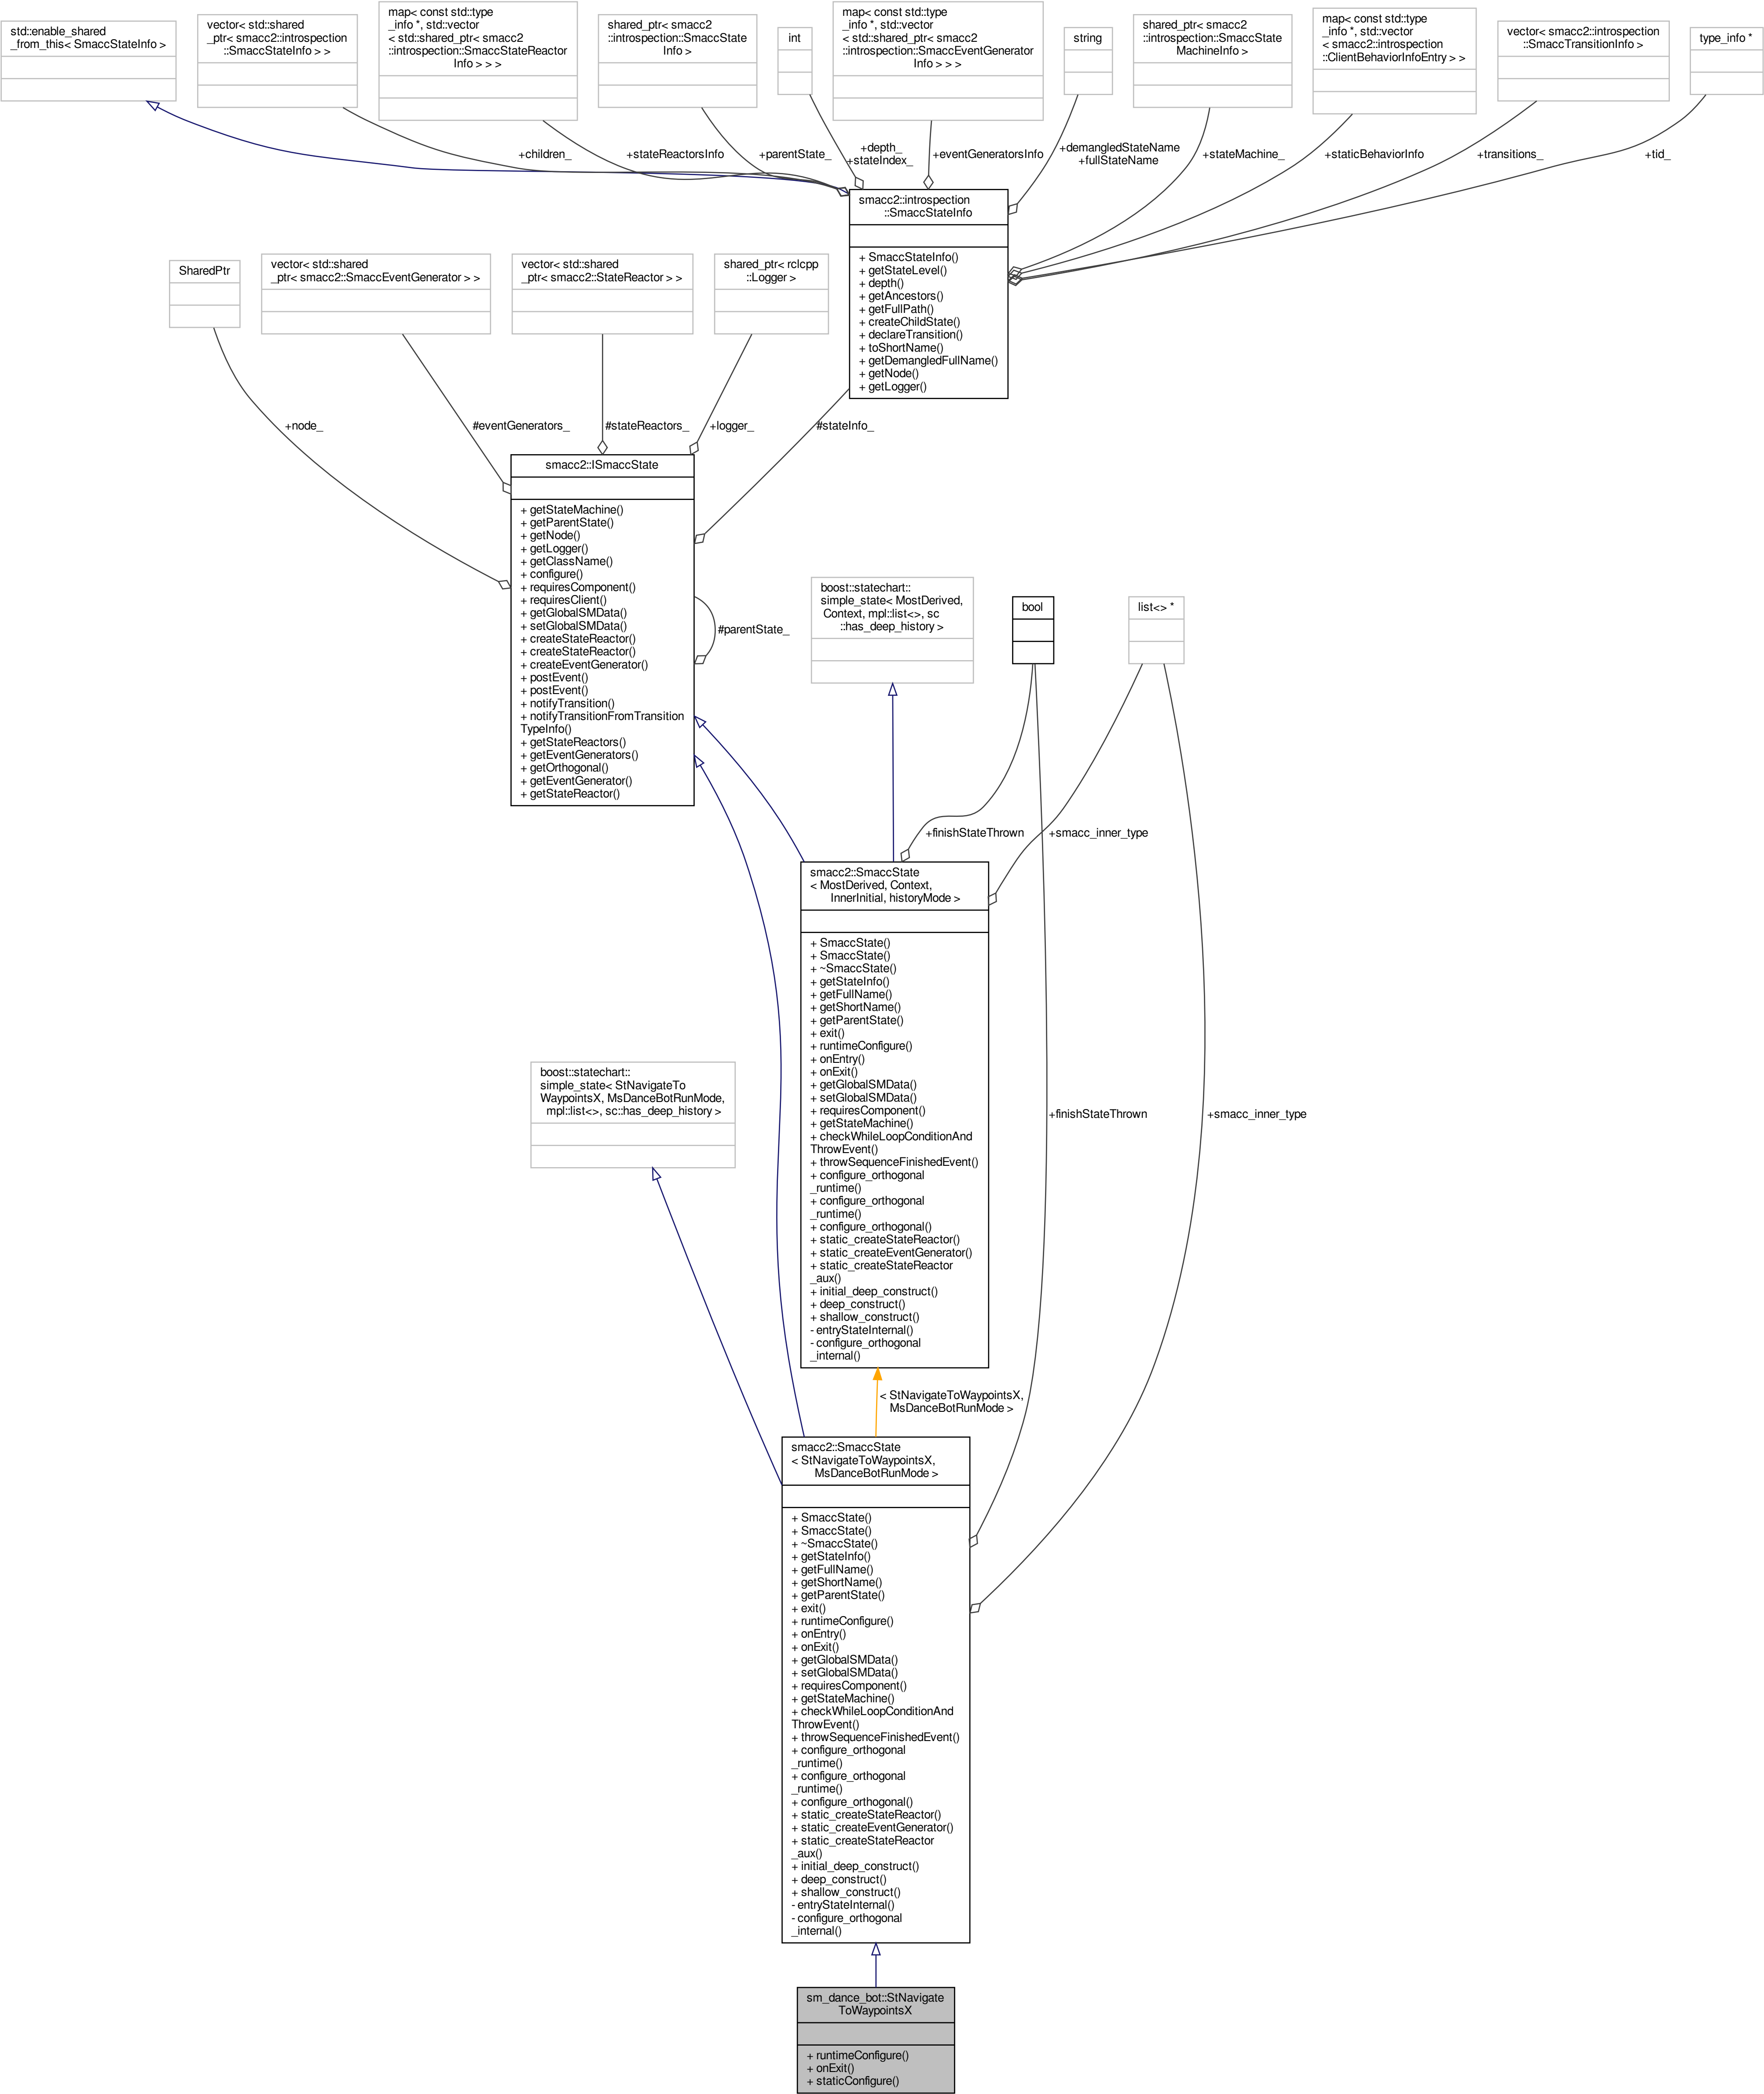 std::enable_shared
_from_this< SmaccStateInfo >
vector< std::shared
_ptr< smacc2::introspection
::SmaccStateInfo > >
map< const std::type
_info *, std::vector
< std::shared_ptr< smacc2
::introspection::SmaccStateReactor
Info > > >
shared_ptr< smacc2
::introspection::SmaccState
Info >
int
map< const std::type
_info *, std::vector
< std::shared_ptr< smacc2
::introspection::SmaccEventGenerator
Info > > >
string
shared_ptr< smacc2
::introspection::SmaccState
MachineInfo >
map< const std::type
_info *, std::vector
< smacc2::introspection
::ClientBehaviorInfoEntry > >
vector< smacc2::introspection
::SmaccTransitionInfo >
type_info *
+children_
+stateReactorsInfo
+parentState_
+depth_
+stateIndex_
+eventGeneratorsInfo
+demangledStateName
+fullStateName
+stateMachine_
+staticBehaviorInfo
+transitions_
+tid_
smacc2::introspection
::SmaccStateInfo
+ SmaccStateInfo()
+ getStateLevel()
+ depth()
+ getAncestors()
+ getFullPath()
+ createChildState()
+ declareTransition()
+ toShortName()
+ getDemangledFullName()
+ getNode()
+ getLogger()
SharedPtr
vector< std::shared
_ptr< smacc2::SmaccEventGenerator > >
vector< std::shared
_ptr< smacc2::StateReactor > >
shared_ptr< rclcpp
::Logger >
+node_
#eventGenerators_
#stateReactors_
+logger_
#stateInfo_
smacc2::ISmaccState
+ getStateMachine()
+ getParentState()
+ getNode()
+ getLogger()
+ getClassName()
+ configure()
+ requiresComponent()
+ requiresClient()
+ getGlobalSMData()
+ setGlobalSMData()
+ createStateReactor()
+ createStateReactor()
+ createEventGenerator()
+ postEvent()
+ postEvent()
+ notifyTransition()
+ notifyTransitionFromTransition
TypeInfo()
+ getStateReactors()
+ getEventGenerators()
+ getOrthogonal()
+ getEventGenerator()
+ getStateReactor()
#parentState_
boost::statechart::
simple_state< MostDerived,
Context, mpl::list<>, sc
::has_deep_history >
bool
list<> *
+finishStateThrown
+smacc_inner_type
smacc2::SmaccState
< MostDerived, Context,
InnerInitial, historyMode >
+ SmaccState()
+ SmaccState()
+ ~SmaccState()
+ getStateInfo()
+ getFullName()
+ getShortName()
+ getParentState()
+ exit()
+ runtimeConfigure()
+ onEntry()
+ onExit()
+ getGlobalSMData()
+ setGlobalSMData()
+ requiresComponent()
+ getStateMachine()
+ checkWhileLoopConditionAnd
ThrowEvent()
+ throwSequenceFinishedEvent()
+ configure_orthogonal
_runtime()
+ configure_orthogonal
_runtime()
+ configure_orthogonal()
+ static_createStateReactor()
+ static_createEventGenerator()
+ static_createStateReactor
_aux()
+ initial_deep_construct()
+ deep_construct()
+ shallow_construct()
- entryStateInternal()
- configure_orthogonal
_internal()
boost::statechart::
simple_state< StNavigateTo
WaypointsX, MsDanceBotRunMode,
mpl::list<>, sc::has_deep_history >
+finishStateThrown
+smacc_inner_type
< StNavigateToWaypointsX,
MsDanceBotRunMode >
smacc2::SmaccState
< StNavigateToWaypointsX,
MsDanceBotRunMode >
+ SmaccState()
+ SmaccState()
+ ~SmaccState()
+ getStateInfo()
+ getFullName()
+ getShortName()
+ getParentState()
+ exit()
+ runtimeConfigure()
+ onEntry()
+ onExit()
+ getGlobalSMData()
+ setGlobalSMData()
+ requiresComponent()
+ getStateMachine()
+ checkWhileLoopConditionAnd
ThrowEvent()
+ throwSequenceFinishedEvent()
+ configure_orthogonal
_runtime()
+ configure_orthogonal
_runtime()
+ configure_orthogonal()
+ static_createStateReactor()
+ static_createEventGenerator()
+ static_createStateReactor
_aux()
+ initial_deep_construct()
+ deep_construct()
+ shallow_construct()
- entryStateInternal()
- configure_orthogonal
_internal()
sm_dance_bot::StNavigate
ToWaypointsX
+ runtimeConfigure()
+ onExit()
+ staticConfigure()